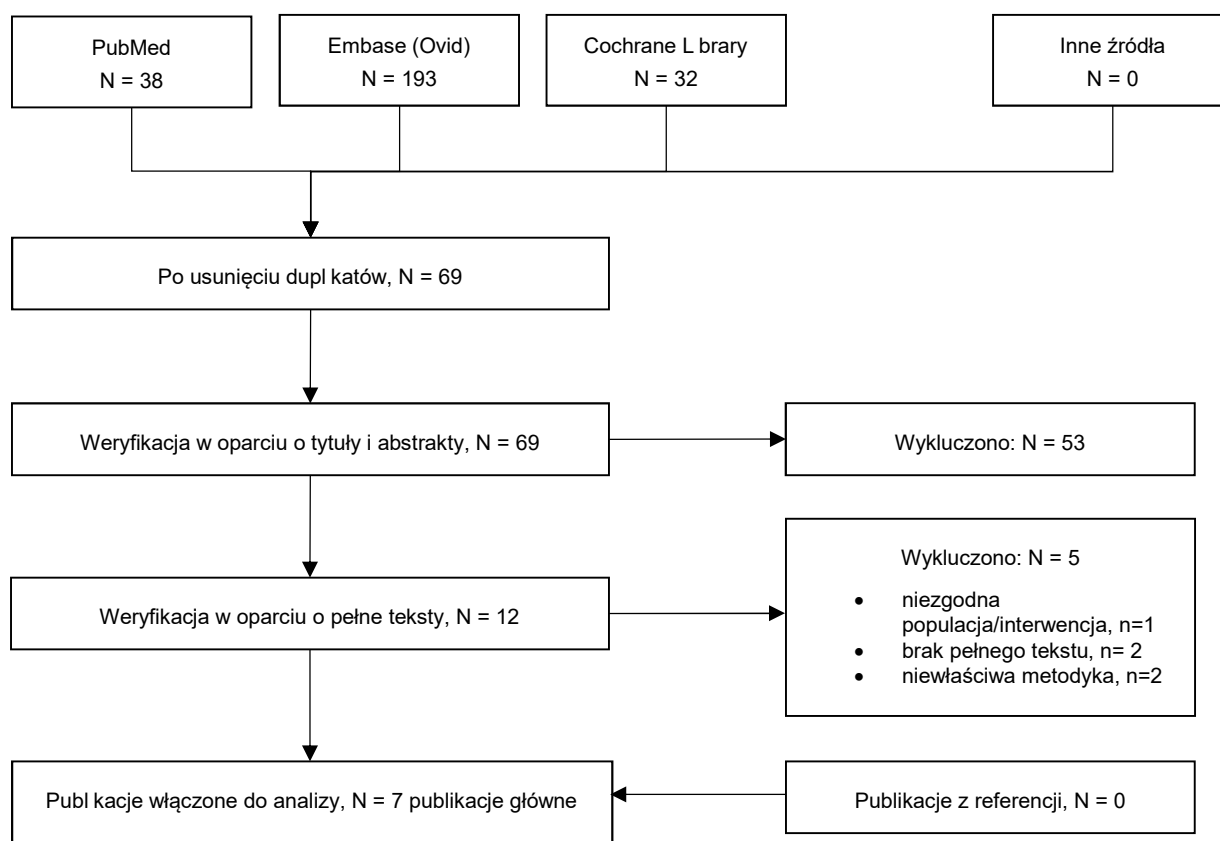 PubMed
N = 38
Embase (Ovid)
N = 193
Cochrane L brary
N = 32
Inne źródła
N = 0
Po usunięciu dupl katów, N = 69
Weryfikacja w oparciu o tytuły i abstrakty, N = 69
Wykluczono: N = 53
Weryfikacja w oparciu o pełne teksty, N = 12
Wykluczono: N = 5
• niezgodna
populacja/interwencja, n=1
• brak pełnego tekstu, n= 2
• niewłaściwa metodyka, n=2
Publ kacje włączone do analizy, N = 7 publikacje główne
Publikacje z referencji, N = 0